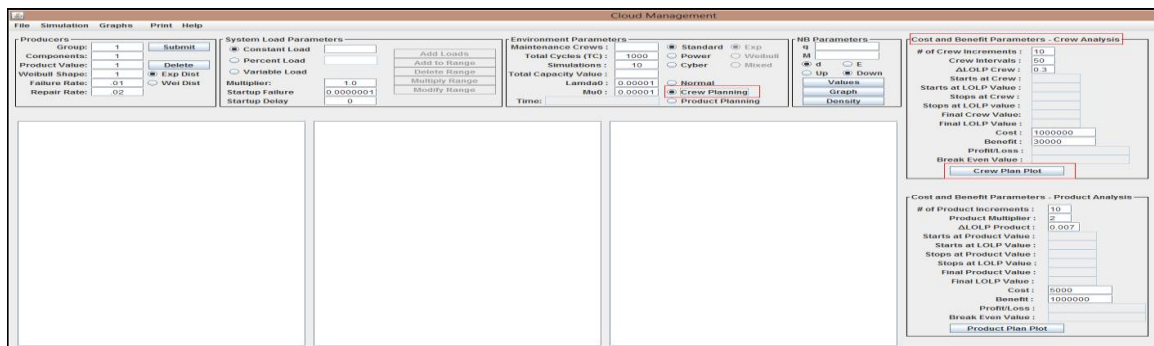 Cloud Management
File Simulation Graphs Print Help
Producers
Group: 1 Submit
Components: 1
Product Value: 1 Delete
Weibull Shape: 1 Exp Dist
Failure Rate: .01 Wei Dist
Repair Rate: .02
System Load Parameters
Constant Load
Percent Load
Variable Load
Multiplier: 1.0
Startup Failure 0.0000001
Startup Delay 0
Add Loads
Add to Range
Delete Range
Multiply Range
Modify Range
Environment Parameters
Maintenance Crews : Standard Exp
Total Cycles (TC) : 1000 Power Weibull
Simulations : 10 Cyber Mixed
Total Capacity Value :
Lamda0 : 0.00001 Normal
Mu0 : 0.00001 Crew Planning
Time: Product Planning
NB Parameters
q
M
d E
Up Down
Values
Graph
Density
Cost and Benefit Parameters - Crew Analysis
# of Crew Increments : 10
Crew Intervals : 50
ΔLOLP Crew : 0.3
Starts at Crew :
Starts at LOLP Value :
Stops at Crew :
Stops at LOLP value :
Final Crew Value:
Final LOLP Value :
Cost : 1000000
Benefit : 30000
Profit/Loss :
Break Even Value :
Crew Plan Plot
Cost and Benefit Parameters - Product Analysis
# of Product Increments : 10
Product Multiplier : 2
ΔLOLP Product : 0.007
Starts at Product Value :
Starts at LOLP Value :
Stops at Product Value :
Stops at LOLP Value :
Final Product Value :
Final LOLP Value :
Cost : 5000
Benefit : 1000000
Profit/Loss :
Break Even Value :
Product Plan Plot